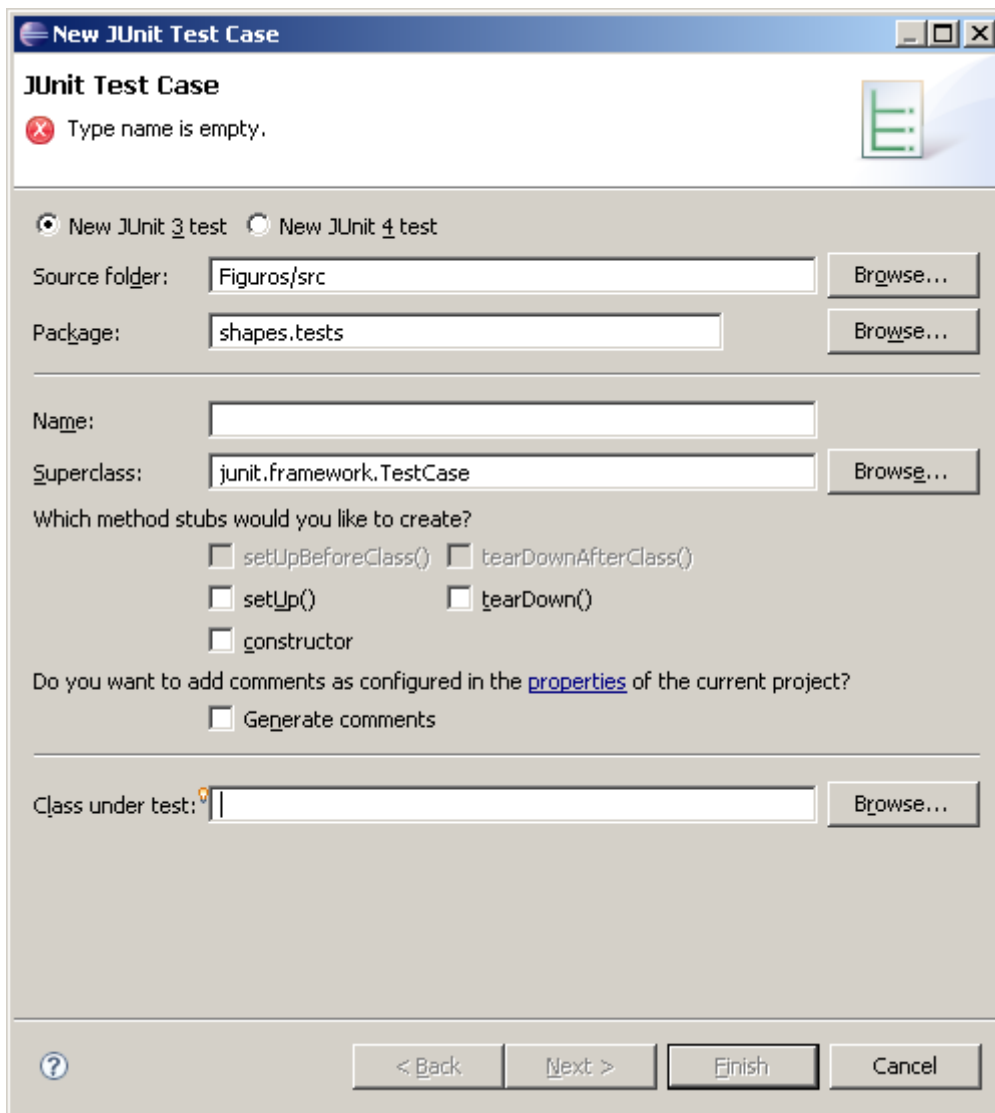 New JUnit Test Case
JUnit Test Case
Type name is empty.
New JUnit 3 test New JUnit 4 test
Source folder: Figuros/src Browse...
Package: shapes.tests Browse...
Name:
Superclass: junit.framework.TestCase Browse...
Which method stubs would you like to create?
setUpBeforeClass() tearDownAfterClass()
setUp() tearDown()
constructor
Do you want to add comments as configured in the properties of the current project?
Generate comments
Class under test: Browse...
? < Back Next > Finish Cancel